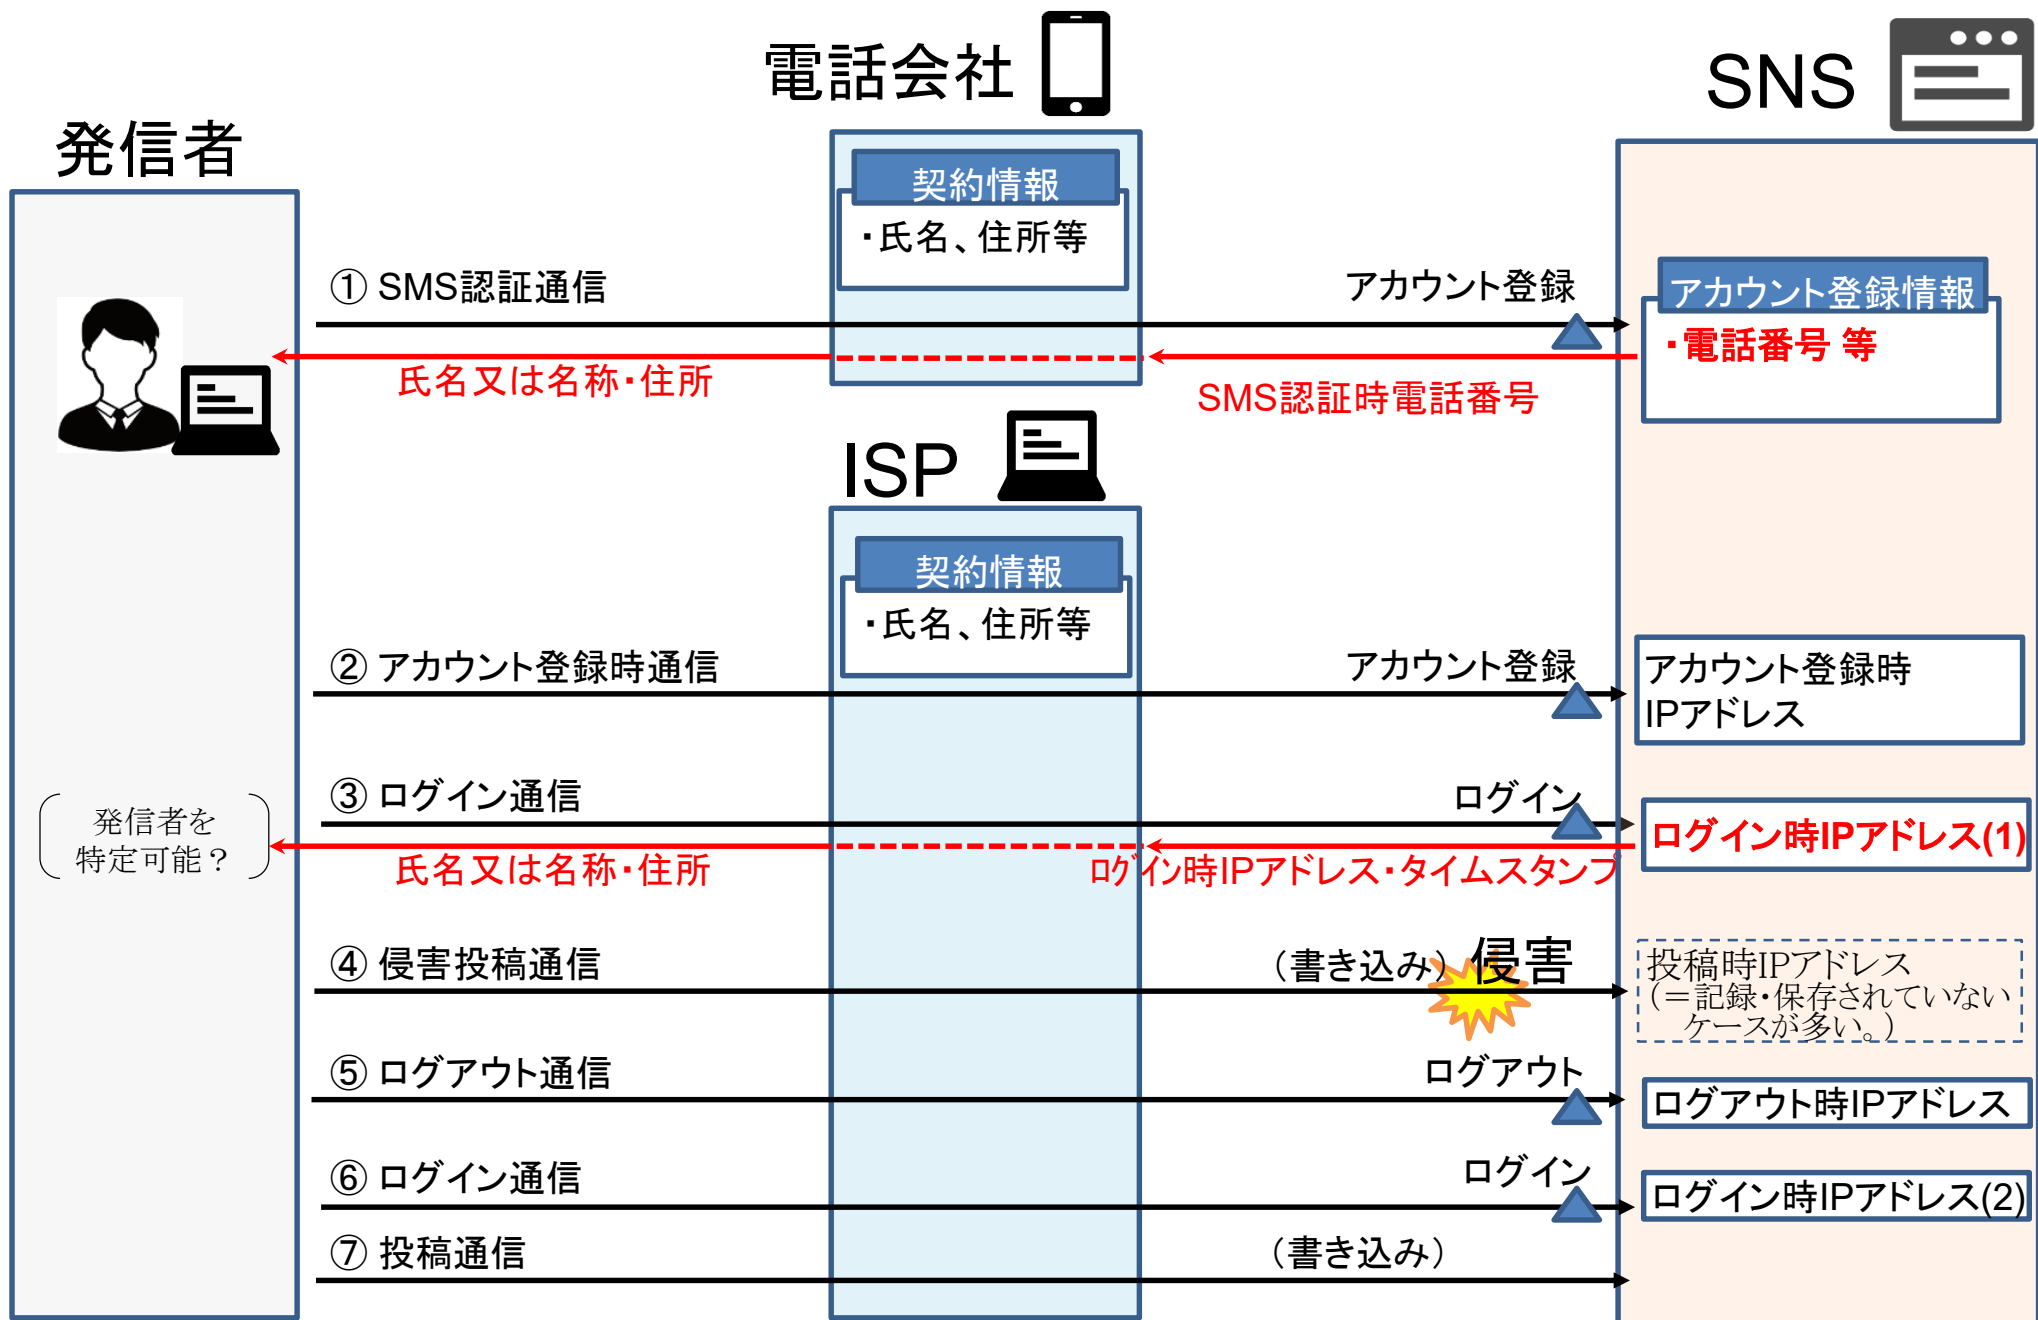 電話会社
SNS
発信者
契約情報
・氏名、住所等
① SMS認証通信
アカウント登録
アカウント登録情報
・電話番号 等
氏名又は名称・住所
SMS認証時電話番号
ISP
契約情報
・氏名、住所等
② アカウント登録時通信
アカウント登録
アカウント登録時
IPアドレス
③ ログイン通信
ログイン
ログイン時IPアドレス(1)
発信者を
特定可能？
氏名又は名称・住所
ログイン時IPアドレス・タイムスタンプ
④ 侵害投稿通信
（書き込み）
侵害
投稿時IPアドレス
（＝記録・保存されていない
ケースが多い。）
⑤ ログアウト通信
ログアウト
ログアウト時IPアドレス
⑥ ログイン通信
ログイン
ログイン時IPアドレス(2)
⑦ 投稿通信
（書き込み）